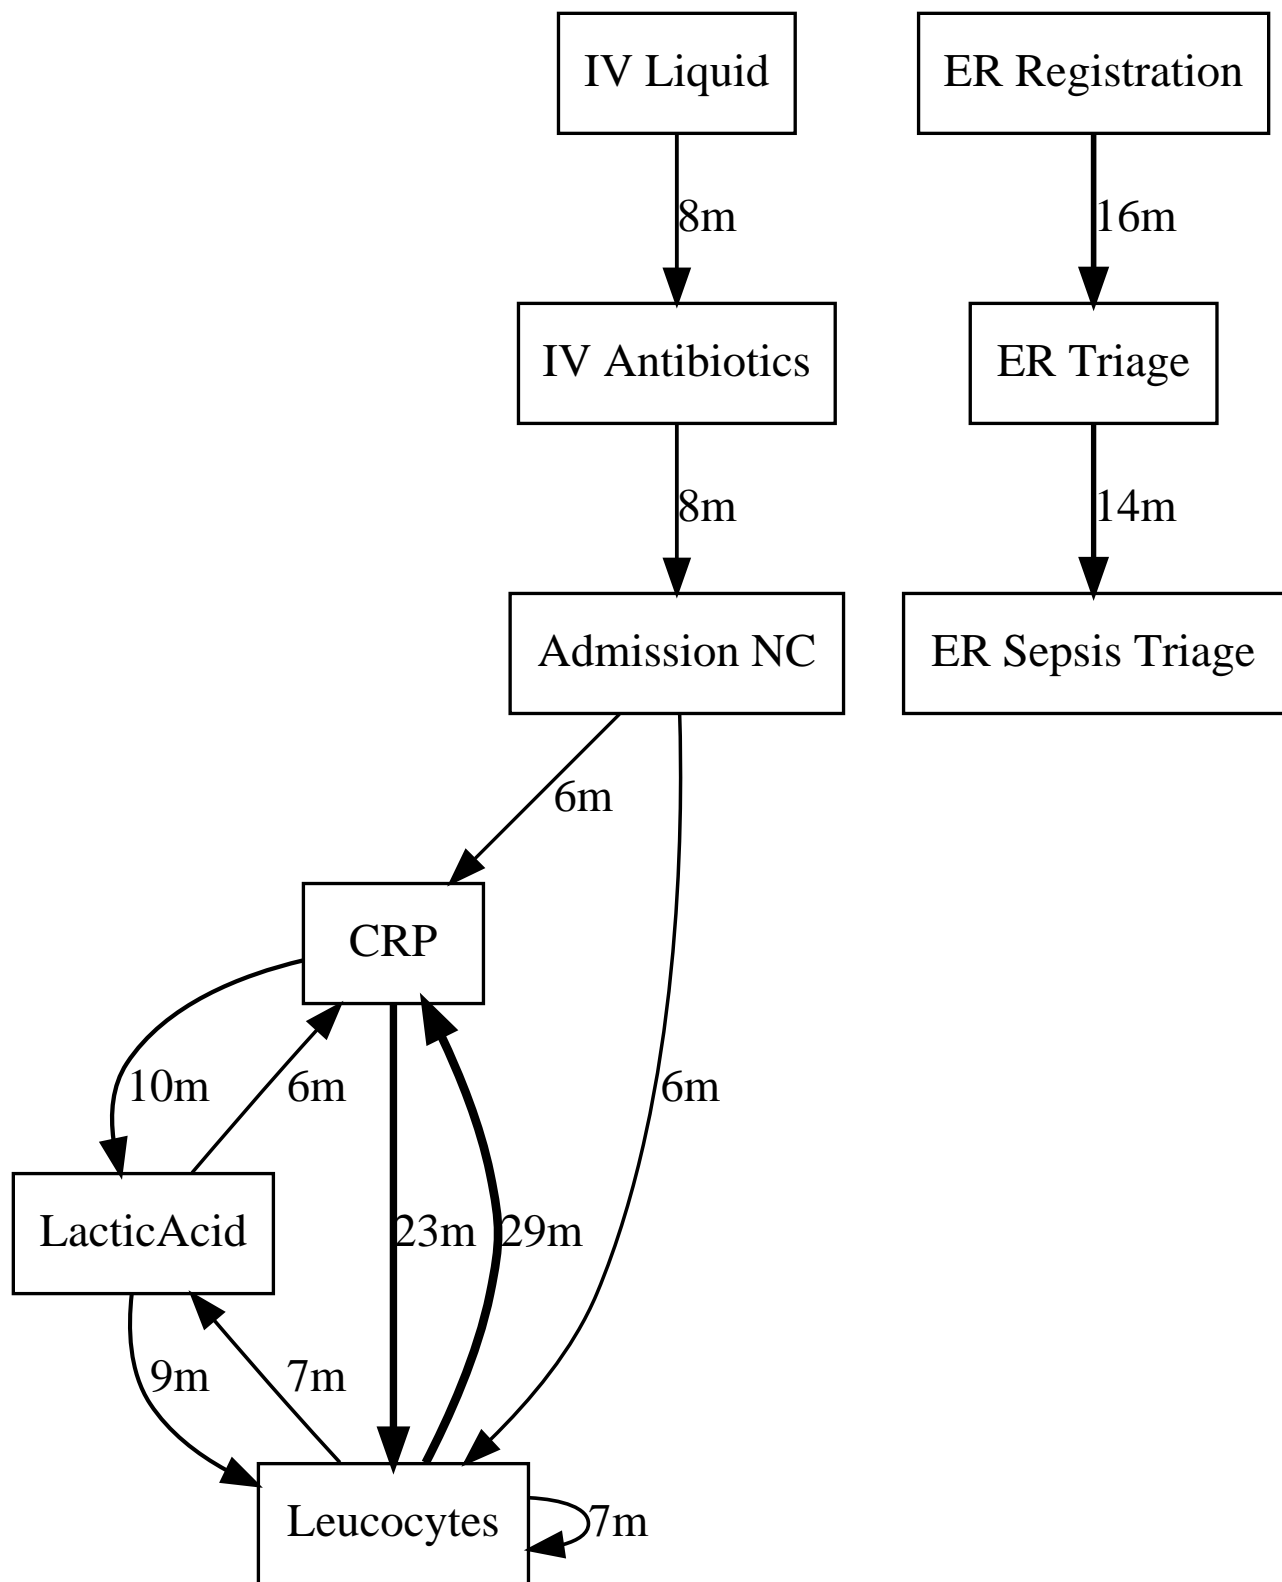 IV Liquid
ER Registration
8m
16m
IV Antibiotics
ER Triage
8m
14m
Admission NC
ER Sepsis Triage
6m
CRP
10m
6m
6m
LacticAcid
23m
29m
9m
7m
Leucocytes
7m